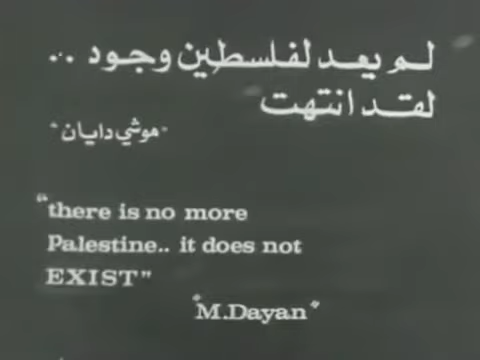 لم يعد لفلسطين وجود ..
لقد انتهت
"موشي دايان"
"there is no more
Palestine.. it does not
EXIST"
"M.Dayan"